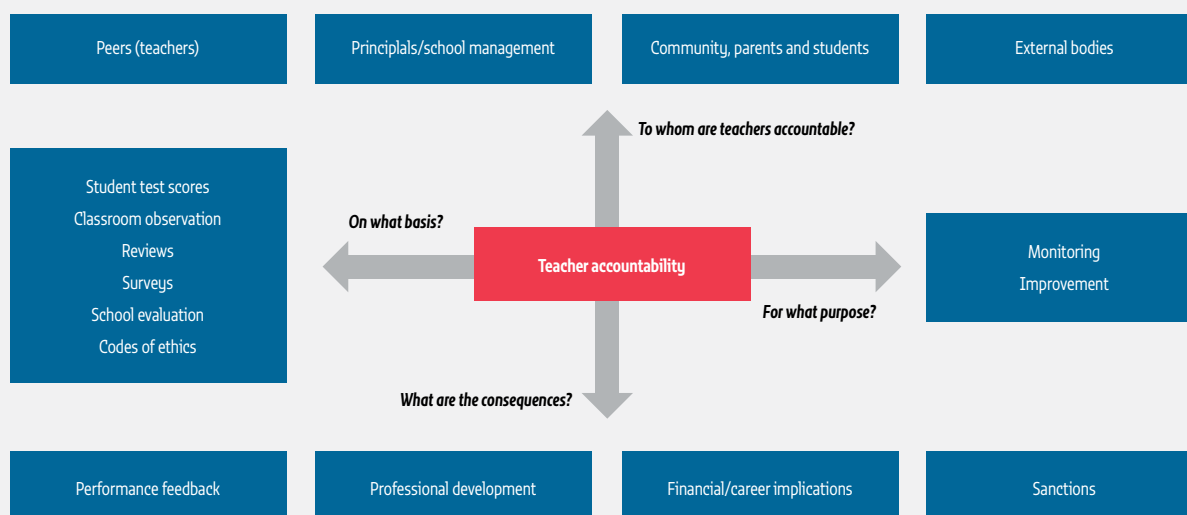 Peers (teachers)
Principlals/school management
Community, parents and students
External bodies
To whom are teachers accountable?
Student test scores
Classroom observation
Reviews
Surveys
School evaluation
Codes of ethics
On what basis?
Teacher accountability
For what purpose?
Monitoring
Improvement
What are the consequences?
Performance feedback
Professional development
Financial/career implications
Sanctions